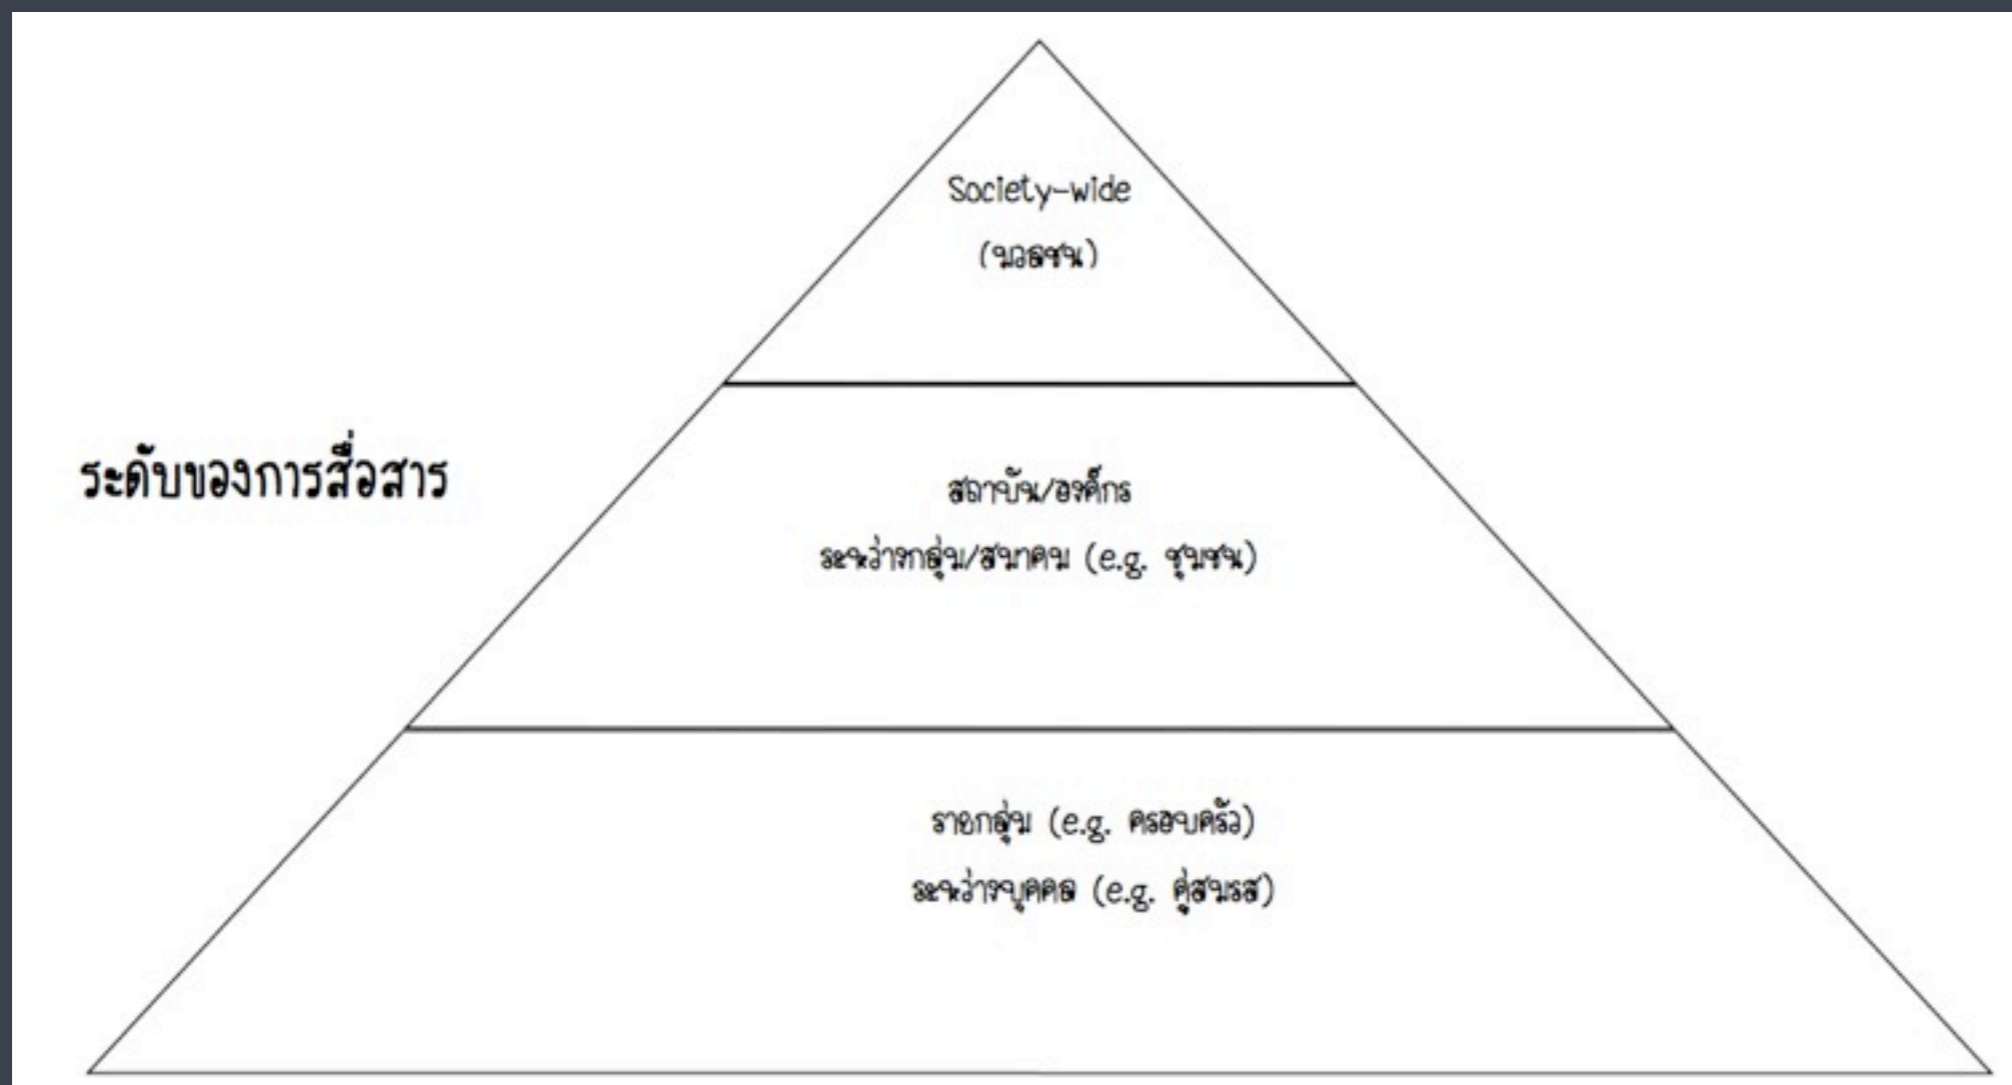 Society-wide
(มวลชน)
ระดับของการสื่อสาร
สถาบัน/องค์กร
ระหว่างกลุ่ม/สมาคม (e.g. ชุมชน)
รายกลุ่ม (e.g. ครอบครัว)
ระหว่างบุคคล (e.g. คู่สมรส)